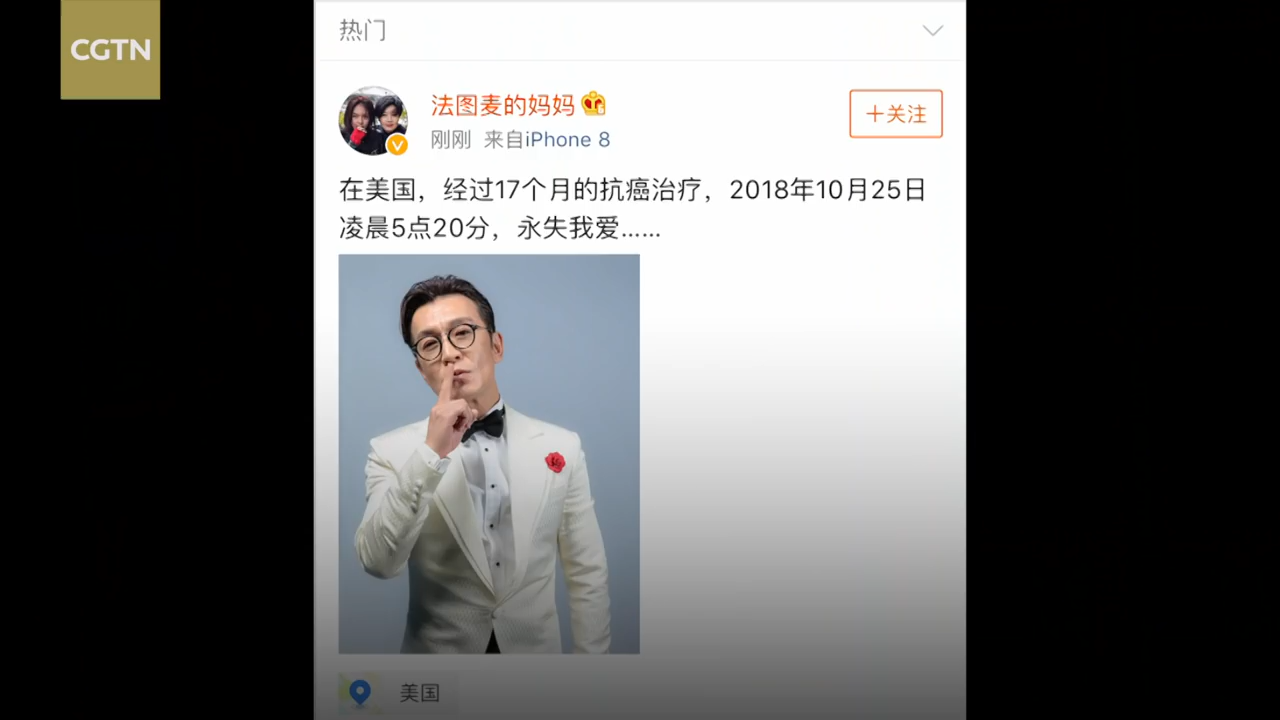 CGTN
热门
法图麦的妈妈
+关注
刚刚 来自iPhone 8
在美国，经过17个月的抗癌治疗，2018年10月25日
凌晨5点20分，永失我爱……
美国